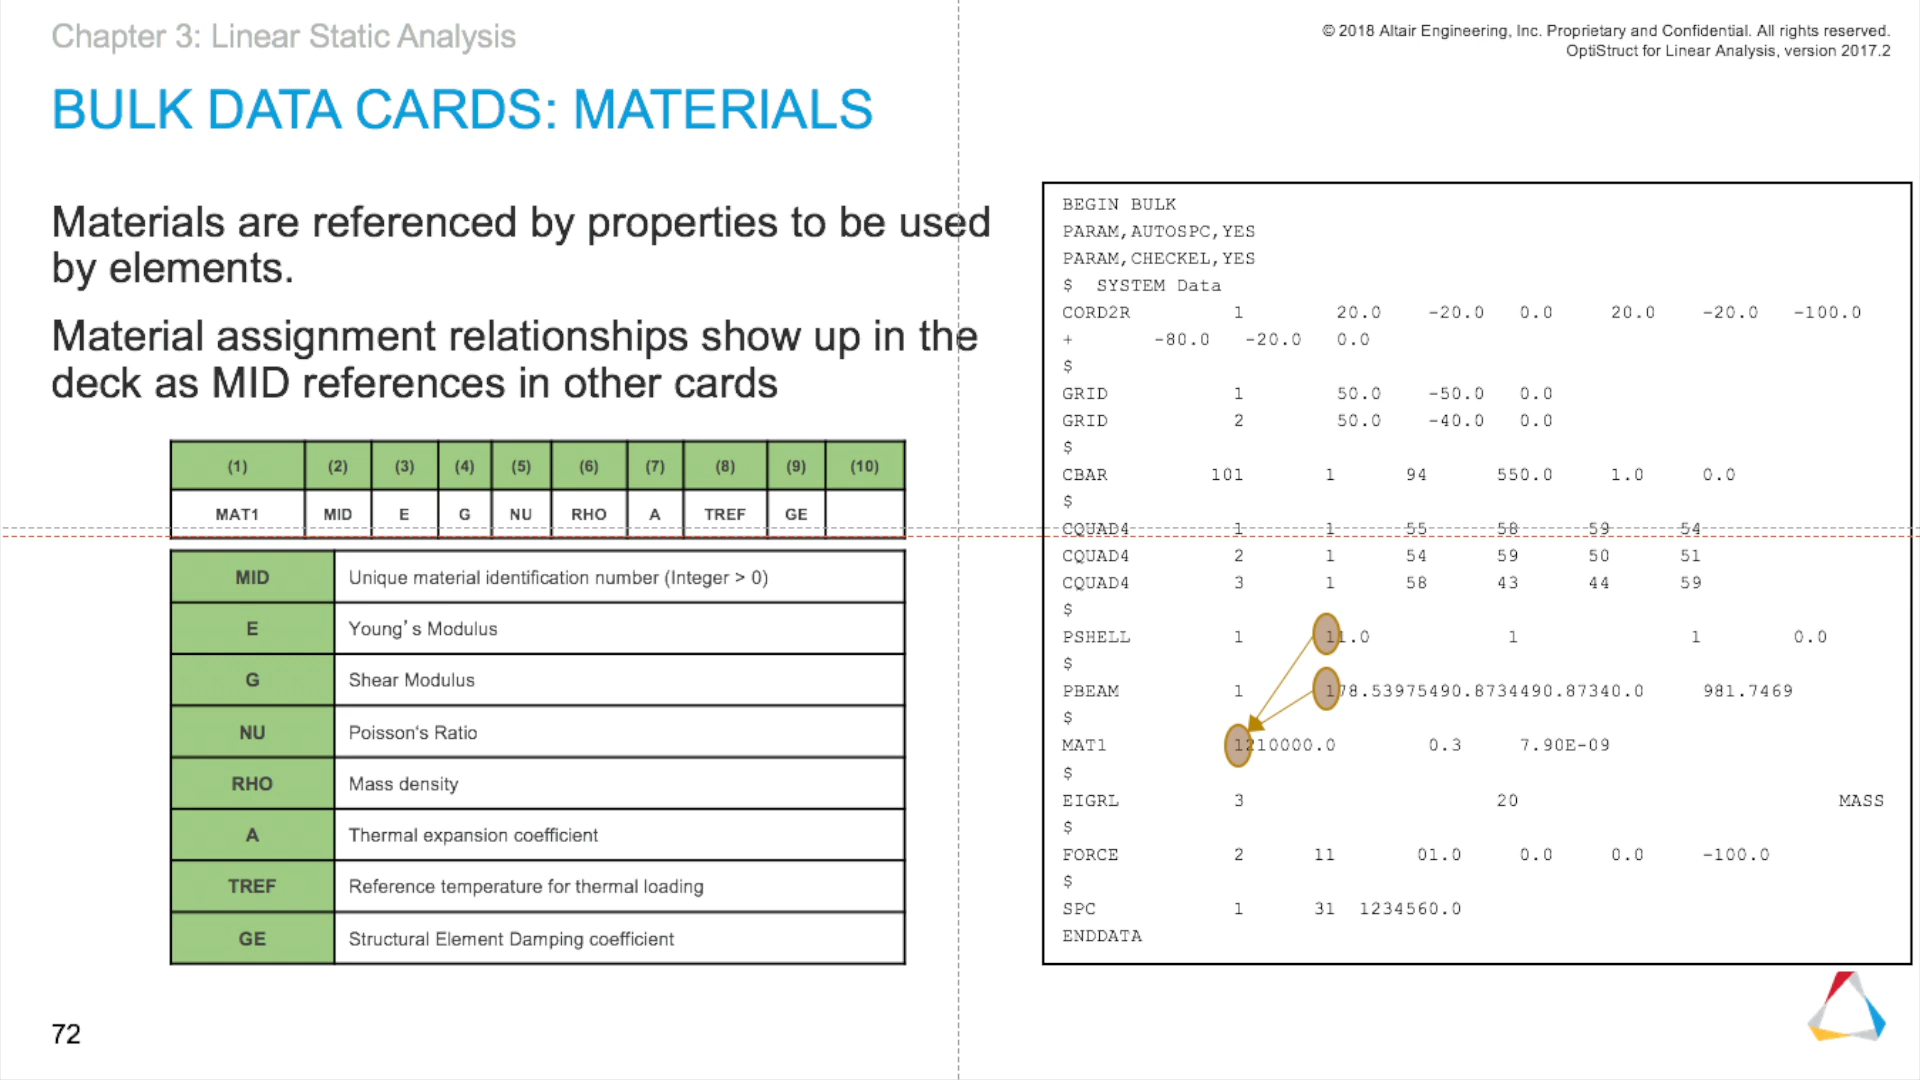 Chapter 3: Linear Static Analysis
© 2018 Altair Engineering, Inc. Proprietary and Confidential. All rights reserved.
OptiStruct for Linear Analysis, version 2017.2
BULK DATA CARDS: MATERIALS
Materials are referenced by properties to be used
by elements.
Material assignment relationships show up in the
deck as MID references in other cards
(1) (2) (3) (4) (5) (6) (7) (8) (9) (10)
MAT1 MID E G NU RHO A TREF GE
MID Unique material identification number (Integer > 0)
E Young's Modulus
G Shear Modulus
NU Poisson's Ratio
RHO Mass density
A Thermal expansion coefficient
TREF Reference temperature for thermal loading
GE Structural Element Damping coefficient
BEGIN BULK
PARAM,AUTOSPC,YES
PARAM,CHECKEL,YES
$ SYSTEM Data
CORD2R 1 20.0 -20.0 0.0 20.0 -20.0 -100.0
+ -80.0 -20.0 0.0
$
GRID 1 50.0 -50.0 0.0
GRID 2 50.0 -40.0 0.0
$
CBAR 101 1 94 550.0 1.0 0.0
$
CQUAD4 1 1 55 58 59 54
CQUAD4 2 1 54 59 50 51
CQUAD4 3 1 58 43 44 59
$
PSHELL 1 11.0 1 1 0.0
$
PBEAM 1 178.53975490.8734490.87340.0 981.7469
$
MAT1 1210000.0 0.3 7.90E-09
$
EIGRL 3 20 MASS
$
FORCE 2 11 01.0 0.0 0.0 -100.0
$
SPC 1 31 1234560.0
ENDDATA
72